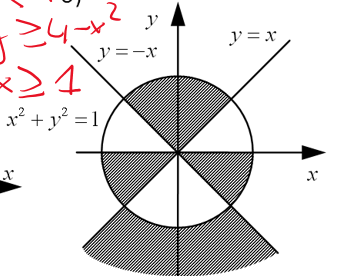 y ≥ 4-x²
x ≥ 1
y
y = -x
y = x
x² + y² = 1
x
x